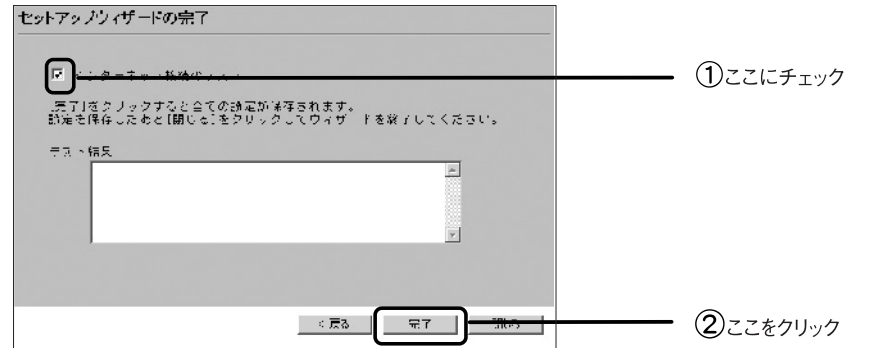 セットアップウィザードの完了
インターネット接続のテスト
①ここにチェック
[完了]をクリックすると全ての設定が保存されます。
設定を保存したあと[閉じる]をクリックしてウィザードを終了してください。
テスト結果
< 戻る
完了
閉じる
②ここをクリック